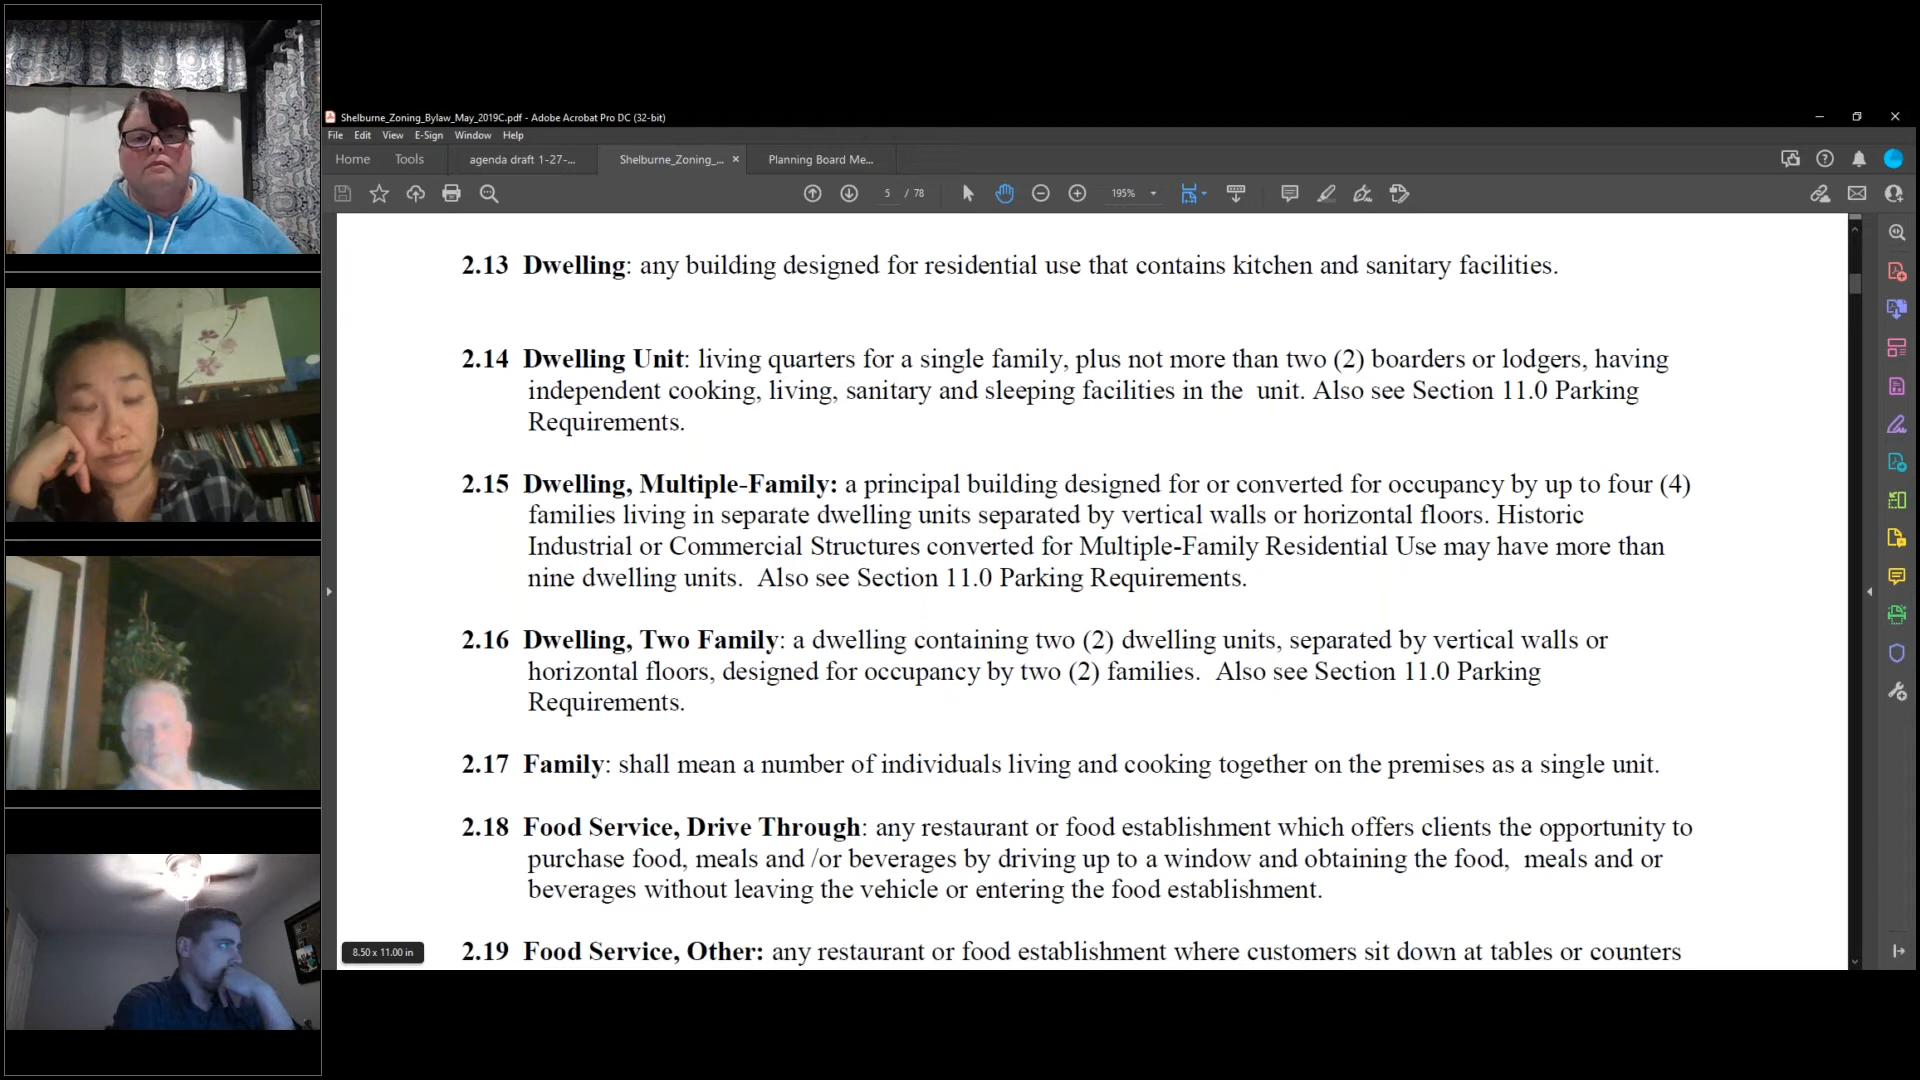 Shelburne_Zoning_Bylaw_May_2019C.pdf - Adobe Acrobat Pro DC (32-bit)
File Edit View E-Sign Window Help
Home Tools agenda draft 1-27-... Shelburne_Zoning_... × Planning Board Me...
5 / 78 195%
2.13 Dwelling: any building designed for residential use that contains kitchen and sanitary facilities.
2.14 Dwelling Unit: living quarters for a single family, plus not more than two (2) boarders or lodgers, having
independent cooking, living, sanitary and sleeping facilities in the unit. Also see Section 11.0 Parking
Requirements.
2.15 Dwelling, Multiple-Family: a principal building designed for or converted for occupancy by up to four (4)
families living in separate dwelling units separated by vertical walls or horizontal floors. Historic
Industrial or Commercial Structures converted for Multiple-Family Residential Use may have more than
nine dwelling units. Also see Section 11.0 Parking Requirements.
2.16 Dwelling, Two Family: a dwelling containing two (2) dwelling units, separated by vertical walls or
horizontal floors, designed for occupancy by two (2) families. Also see Section 11.0 Parking
Requirements.
2.17 Family: shall mean a number of individuals living and cooking together on the premises as a single unit.
2.18 Food Service, Drive Through: any restaurant or food establishment which offers clients the opportunity to
purchase food, meals and /or beverages by driving up to a window and obtaining the food, meals and or
beverages without leaving the vehicle or entering the food establishment.
2.19 Food Service, Other: any restaurant or food establishment where customers sit down at tables or counters
8.50 x 11.00 in